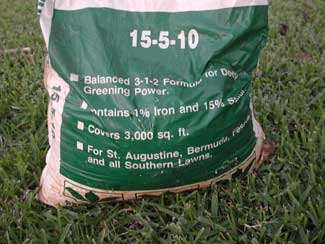 15-5-10
Balanced 3-1-2 Formula for
Greening Power.
Contains 1% Iron and 15%
Covers 3,000 sq. ft.
For St. Augustine, Bermuda,
and all Southern Lawns.
15